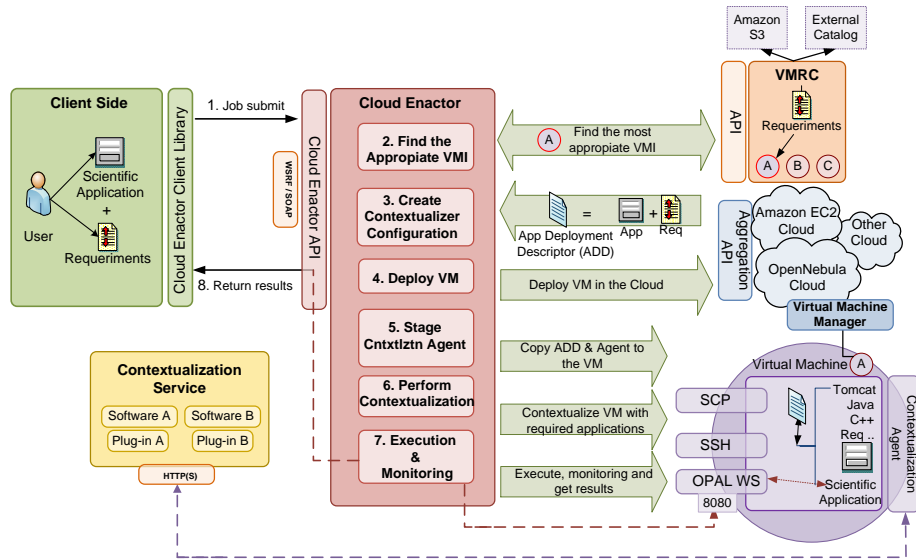 Amazon
S3
External
Catalog
Client Side
Scientific
Application
+
User
Requeriments
Cloud Enactor Client Library
1. Job submit
8. Return results
WSRF / SOAP
Cloud Enactor API
Cloud Enactor
2. Find the
Appropiate VMI
3. Create
Contextualizer
Configuration
4. Deploy VM
5. Stage
Cntxtlztn Agent
6. Perform
Contextualization
7. Execution
&
Monitoring
A
Find the most
appropiate VMI
API
VMRC
Requeriments
A
B
C
=
+
App Deployment
Descriptor (ADD)
App
Req
Deploy VM in the Cloud
Aggregation
API
Amazon EC2
Cloud
Other
Cloud
OpenNebula
Cloud
Virtual Machine
Manager
Copy ADD & Agent to
the VM
Contextualize VM with
required applications
Execute, monitoring and
get results
Virtual Machine
A
SCP
SSH
OPAL WS
8080
Tomcat
Java
C++
Req ..
Scientific
Application
Contextualization
Agent
Contextualization
Service
Software A
Software B
Plug-in A
Plug-in B
HTTP(S)